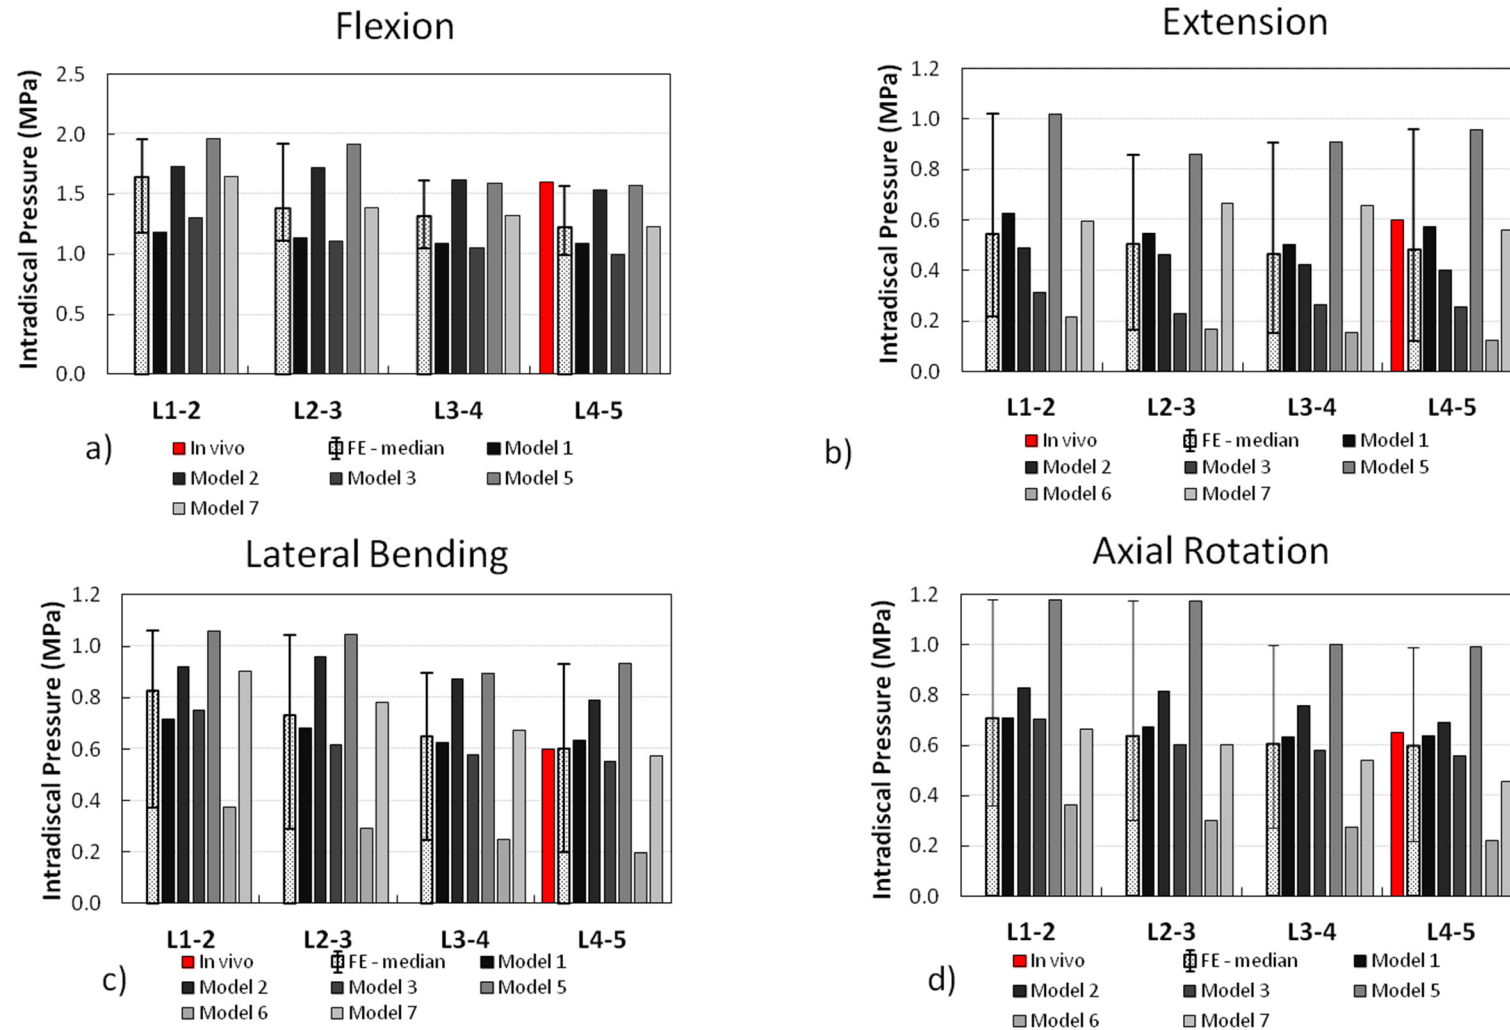 Flexion
Intradiscal Pressure (MPa)
2.5
2.0
1.5
1.0
0.5
0.0
L1-2 L2-3 L3-4 L4-5
a)
In vivo FE - median Model 1
Model 2 Model 3 Model 5
Model 7
Extension
Intradiscal Pressure (MPa)
1.2
1.0
0.8
0.6
0.4
0.2
0.0
L1-2 L2-3 L3-4 L4-5
b)
In vivo FE - median Model 1
Model 2 Model 3 Model 5
Model 6 Model 7
Lateral Bending
Intradiscal Pressure (MPa)
1.2
1.0
0.8
0.6
0.4
0.2
0.0
L1-2 L2-3 L3-4 L4-5
c)
In vivo FE - median Model 1
Model 2 Model 3 Model 5
Model 6 Model 7
Axial Rotation
Intradiscal Pressure (MPa)
1.2
1.0
0.8
0.6
0.4
0.2
0.0
L1-2 L2-3 L3-4 L4-5
d)
In vivo FE - median Model 1
Model 2 Model 3 Model 5
Model 6 Model 7